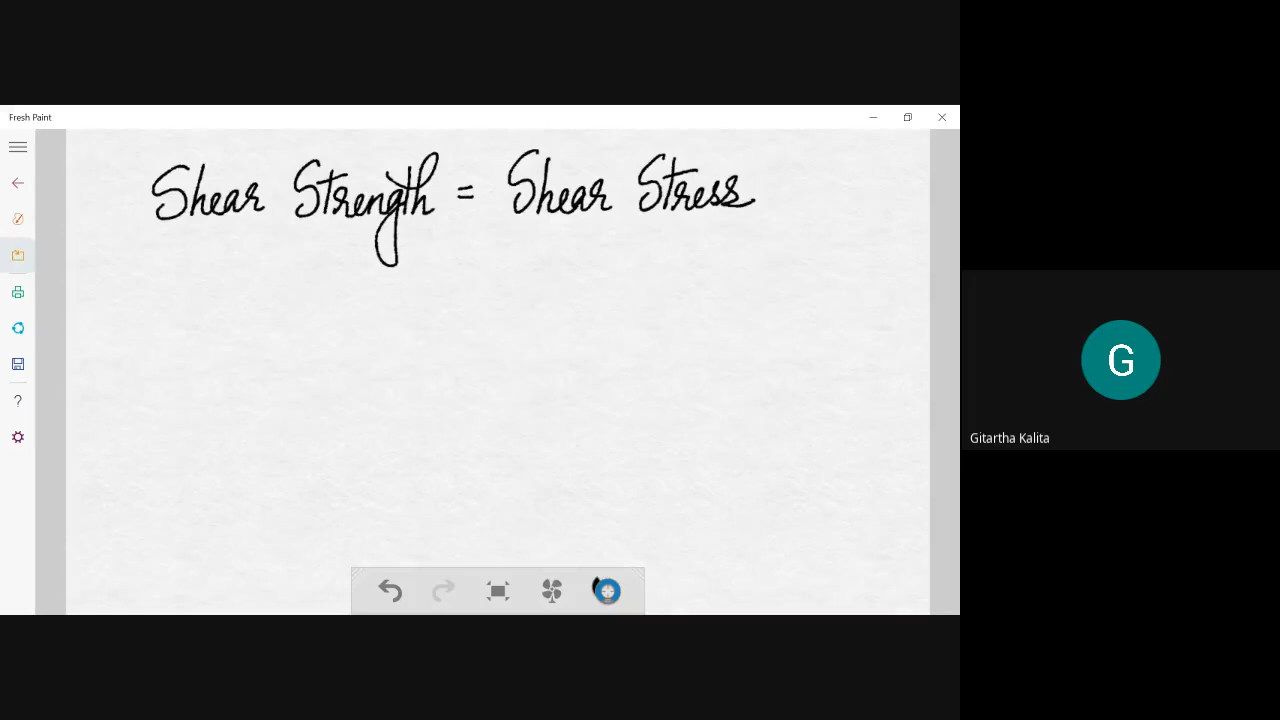 Fresh Paint
Shear Strength = Shear Stress
?
G
Gitartha Kalita